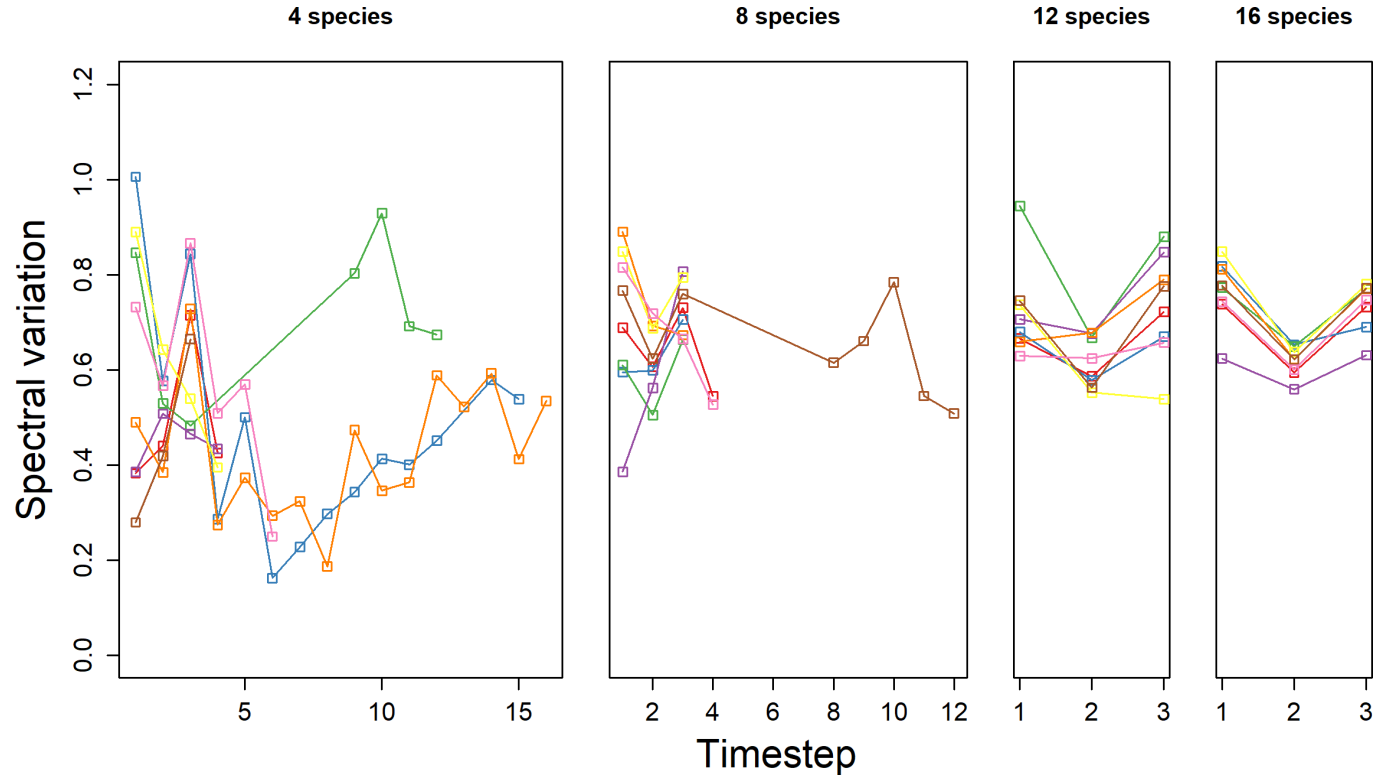 4 species
8 species
12 species
16 species
Spectral variation
1.2
1.0
0.8
0.6
0.4
0.2
0.0
5 10 15
2 4 6 8 10 12
1 2 3
1 2 3
Timestep